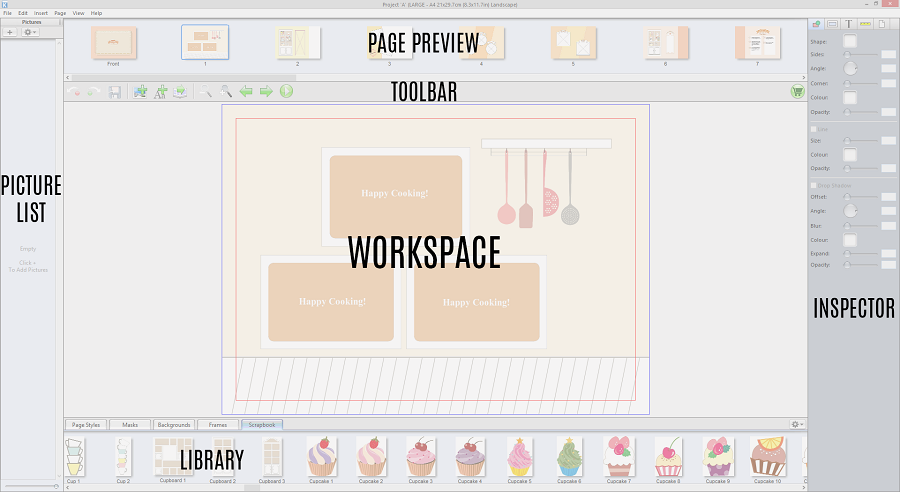 Project 'A' (LARGE - A4 21x29.7cm (8.3x11.7in) Landscape)
File Edit Insert Page View Help
Pictures
PAGE PREVIEW
Front 1 2 3 4 5 6 7
TOOLBAR
T
Shape:
Sides:
Angle:
Corner:
Colour:
Opacity:
Line
Size:
Colour:
Opacity:
Drop Shadow
Offset:
Angle:
Blur:
Colour:
Expand:
Opacity:
INSPECTOR
PICTURE
LIST
Empty
Click +
To Add Pictures
Happy Cooking!
WORKSPACE
Happy Cooking!
Happy Cooking!
Page Styles Masks Backgrounds Frames Scrapbook
LIBRARY
Cup 1 Cup 2 Cupboard 1 Cupboard 2 Cupboard 3 Cupcake 1 Cupcake 2 Cupcake 3 Cupcake 4 Cupcake 5 Cupcake 6 Cupcake 7 Cupcake 8 Cupcake 9 Cupcake 10